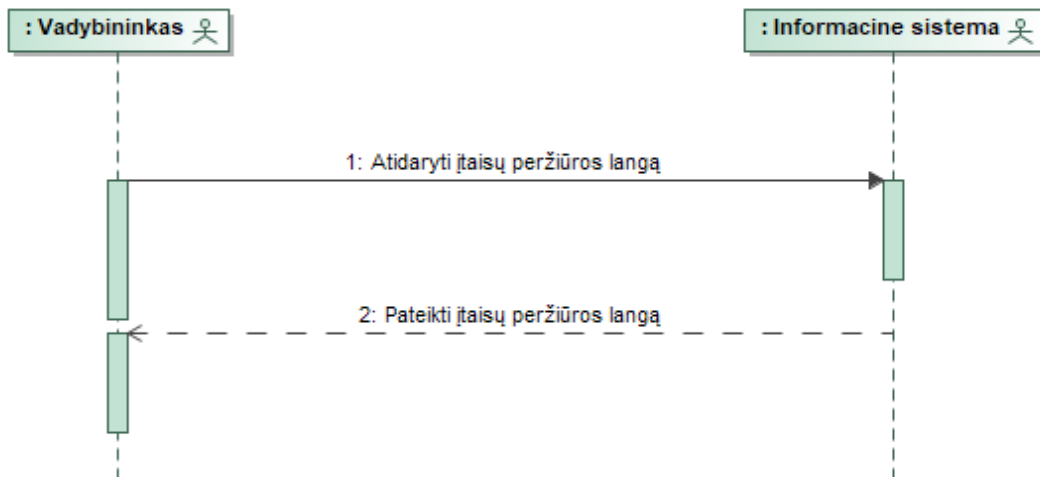 : Vadybininkas
: Informacine sistema
1: Atidaryti įtaisų peržiūros langą
2: Pateikti įtaisų peržiūros langą